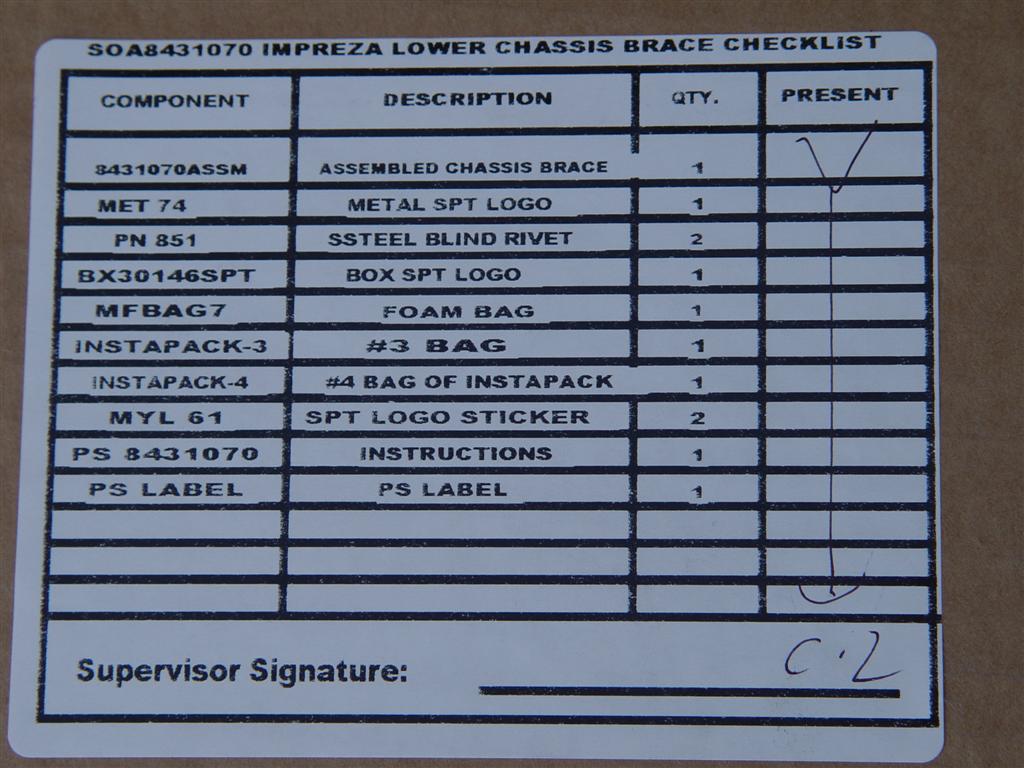 SOA8431070 IMPREZA LOWER CHASSIS BRACE CHECKLIST
COMPONENT DESCRIPTION QTY. PRESENT
8431070ASSM ASSEMBLED CHASSIS BRACE 1
MET 74 METAL SPT LOGO 1
PN 851 SSTEEL BLIND RIVET 2
BX30146SPT BOX SPT LOGO 1
MFBAG7 FOAM BAG 1
INSTAPACK-3 #3 BAG 1
INSTAPACK-4 #4 BAG OF INSTAPACK 1
MYL 61 SPT LOGO STICKER 2
PS 8431070 INSTRUCTIONS 1
PS LABEL PS LABEL 1
Supervisor Signature: C.L